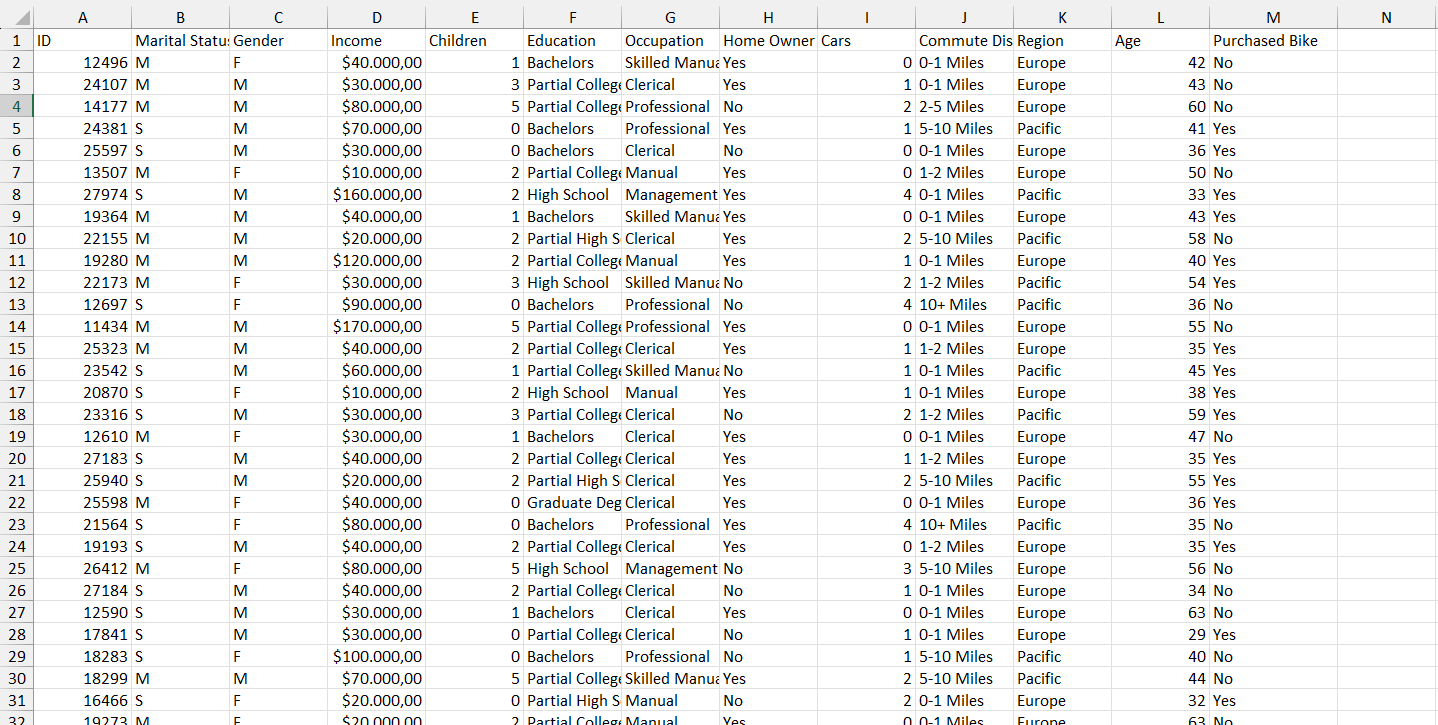 A B C D E F G H I J K L M N
1 ID Marital Statu Gender Income Children Education Occupation Home Owner Cars Commute Dis Region Age Purchased Bike
2 12496 M F $40.000,00 1 Bachelors Skilled Manua Yes 0 0-1 Miles Europe 42 No
3 24107 M M $30.000,00 3 Partial College Clerical Yes 1 0-1 Miles Europe 43 No
4 14177 M M $80.000,00 5 Partial College Professional No 2 2-5 Miles Europe 60 No
5 24381 S M $70.000,00 0 Bachelors Professional Yes 1 5-10 Miles Pacific 41 Yes
6 25597 S M $30.000,00 0 Bachelors Clerical No 0 0-1 Miles Europe 36 Yes
7 13507 M F $10.000,00 2 Partial College Manual Yes 0 1-2 Miles Europe 50 No
8 27974 S M $160.000,00 2 High School Management Yes 4 0-1 Miles Pacific 33 Yes
9 19364 M M $40.000,00 1 Bachelors Skilled Manua Yes 0 0-1 Miles Europe 43 Yes
10 22155 M M $20.000,00 2 Partial High S Clerical Yes 2 5-10 Miles Pacific 58 No
11 19280 M M $120.000,00 2 Partial College Manual Yes 1 0-1 Miles Europe 40 Yes
12 22173 M F $30.000,00 3 High School Skilled Manua No 2 1-2 Miles Pacific 54 Yes
13 12697 S F $90.000,00 0 Bachelors Professional No 4 10+ Miles Pacific 36 No
14 11434 M M $170.000,00 5 Partial College Professional Yes 0 0-1 Miles Europe 55 No
15 25323 M M $40.000,00 2 Partial College Clerical Yes 1 1-2 Miles Europe 35 Yes
16 23542 S M $60.000,00 1 Partial College Skilled Manua No 1 0-1 Miles Pacific 45 Yes
17 20870 S F $10.000,00 2 High School Manual Yes 1 0-1 Miles Europe 38 Yes
18 23316 S M $30.000,00 3 Partial College Clerical No 2 1-2 Miles Pacific 59 Yes
19 12610 M F $30.000,00 1 Bachelors Clerical Yes 0 0-1 Miles Europe 47 No
20 27183 S M $40.000,00 2 Partial College Clerical Yes 1 1-2 Miles Europe 35 Yes
21 25940 S M $20.000,00 2 Partial High S Clerical Yes 2 5-10 Miles Pacific 55 Yes
22 25598 M F $40.000,00 0 Graduate Deg Clerical Yes 0 0-1 Miles Europe 36 Yes
23 21564 S F $80.000,00 0 Bachelors Professional Yes 4 10+ Miles Pacific 35 No
24 19193 S M $40.000,00 2 Partial College Clerical Yes 0 1-2 Miles Europe 35 Yes
25 26412 M F $80.000,00 5 High School Management No 3 5-10 Miles Europe 56 No
26 27184 S M $40.000,00 2 Partial College Clerical No 1 0-1 Miles Europe 34 No
27 12590 S M $30.000,00 1 Bachelors Clerical Yes 0 0-1 Miles Europe 63 No
28 17841 S M $30.000,00 0 Partial College Clerical No 1 0-1 Miles Europe 29 Yes
29 18283 S F $100.000,00 0 Bachelors Professional No 1 5-10 Miles Pacific 40 No
30 18299 M M $70.000,00 5 Partial College Skilled Manua Yes 2 5-10 Miles Pacific 44 No
31 16466 S F $20.000,00 0 Partial High S Manual No 2 0-1 Miles Europe 32 Yes
32 19273 M F $20.000,00 2 Partial College Manual Yes 0 0-1 Miles Europe 63 No